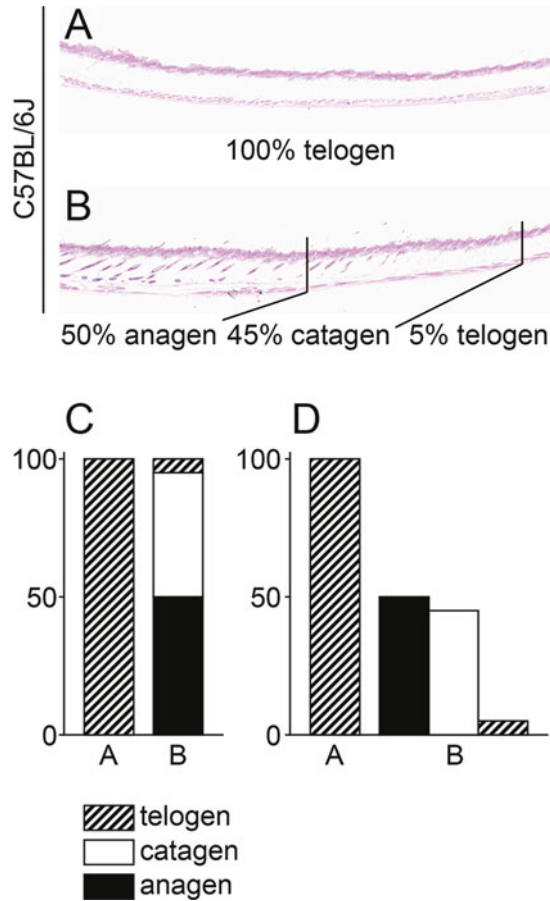 C57BL/6J
A
100% telogen
B
50% anagen 45% catagen 5% telogen
C
100
50
0
A B
D
100
50
0
A B
telogen
catagen
anagen